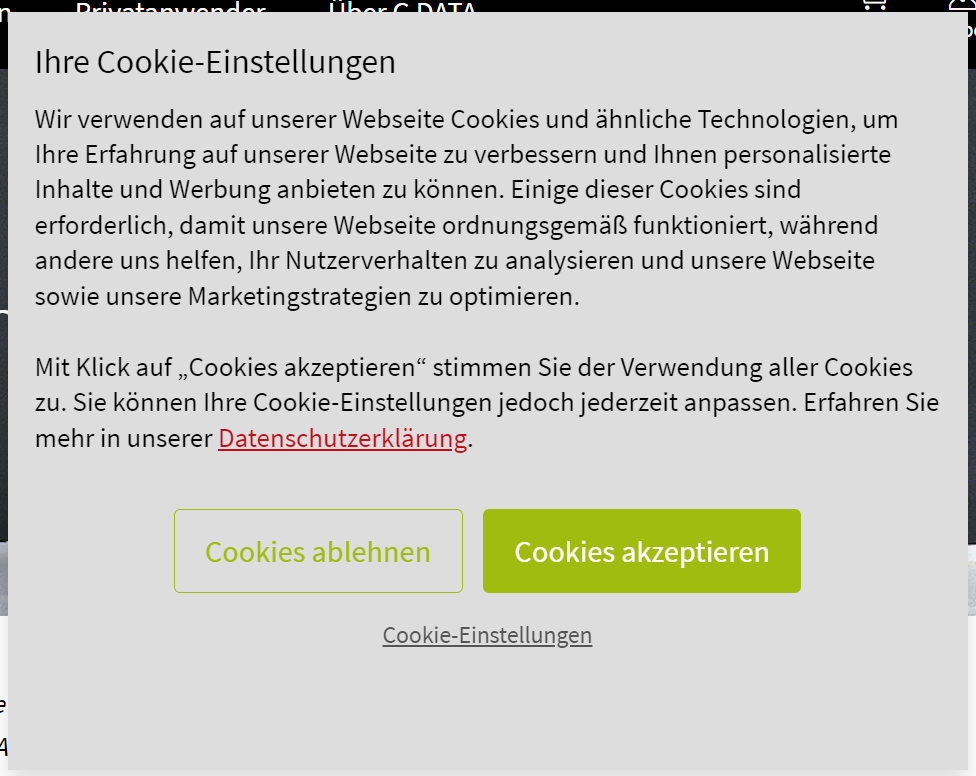 Privatanwender Über G DATA
Ihre Cookie-Einstellungen
Wir verwenden auf unserer Webseite Cookies und ähnliche Technologien, um
Ihre Erfahrung auf unserer Webseite zu verbessern und Ihnen personalisierte
Inhalte und Werbung anbieten zu können. Einige dieser Cookies sind
erforderlich, damit unsere Webseite ordnungsgemäß funktioniert, während
andere uns helfen, Ihr Nutzerverhalten zu analysieren und unsere Webseite
sowie unsere Marketingstrategien zu optimieren.
Mit Klick auf „Cookies akzeptieren“ stimmen Sie der Verwendung aller Cookies
zu. Sie können Ihre Cookie-Einstellungen jedoch jederzeit anpassen. Erfahren Sie
mehr in unserer Datenschutzerklärung.
Cookies ablehnen
Cookies akzeptieren
Cookie-Einstellungen